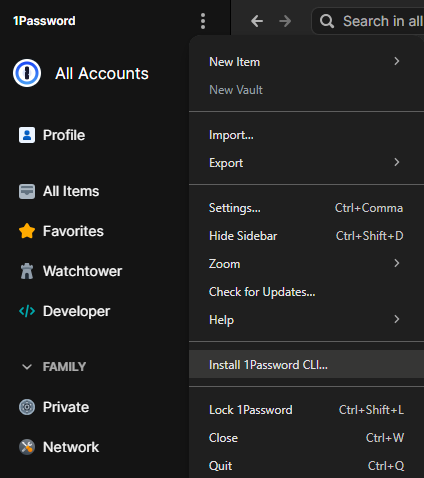 1Password
Search in all
All Accounts
New Item
New Vault
Profile
Import...
Export
All Items
Settings... Ctrl+Comma
Favorites
Hide Sidebar Ctrl+Shift+D
Watchtower
Zoom
Check for Updates...
Developer
Help
FAMILY
Install 1Password CLI...
Private
Lock 1Password Ctrl+Shift+L
Close Ctrl+W
Network
Quit Ctrl+Q